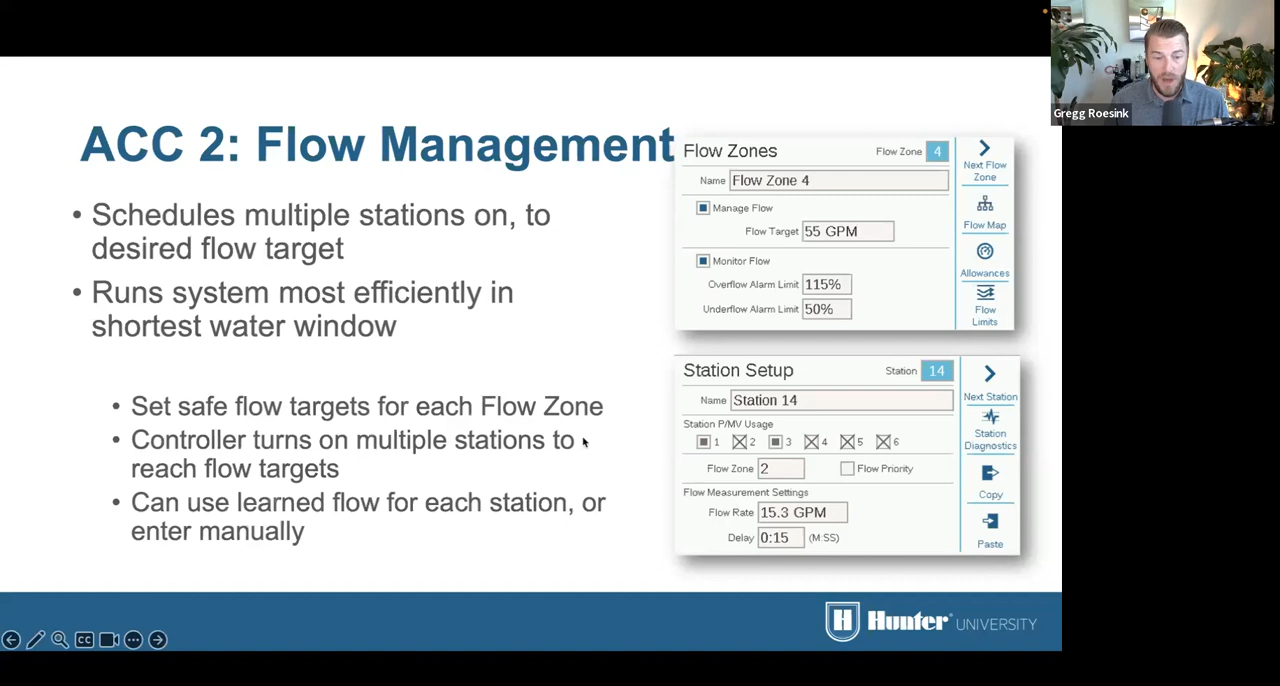 Gregg Roesink
ACC 2: Flow Management
• Schedules multiple stations on, to
desired flow target
• Runs system most efficiently in
shortest water window
• Set safe flow targets for each Flow Zone
• Controller turns on multiple stations to
reach flow targets
• Can use learned flow for each station, or
enter manually
Flow Zones Flow Zone 4
Name Flow Zone 4
Manage Flow
Flow Target 55 GPM
Monitor Flow
Overflow Alarm Limit 115%
Underflow Alarm Limit 50%
Next Flow
Zone
Flow Map
Allowances
Flow
Limits
Station Setup Station 14
Name Station 14
Station P/MV Usage
1 2 3 4 5 6
Flow Zone 2 Flow Priority
Flow Measurement Settings
Flow Rate 15.3 GPM
Delay 0:15 (M:SS)
Next Station
Station
Diagnostics
Copy
Paste
CC
H Hunter® UNIVERSITY